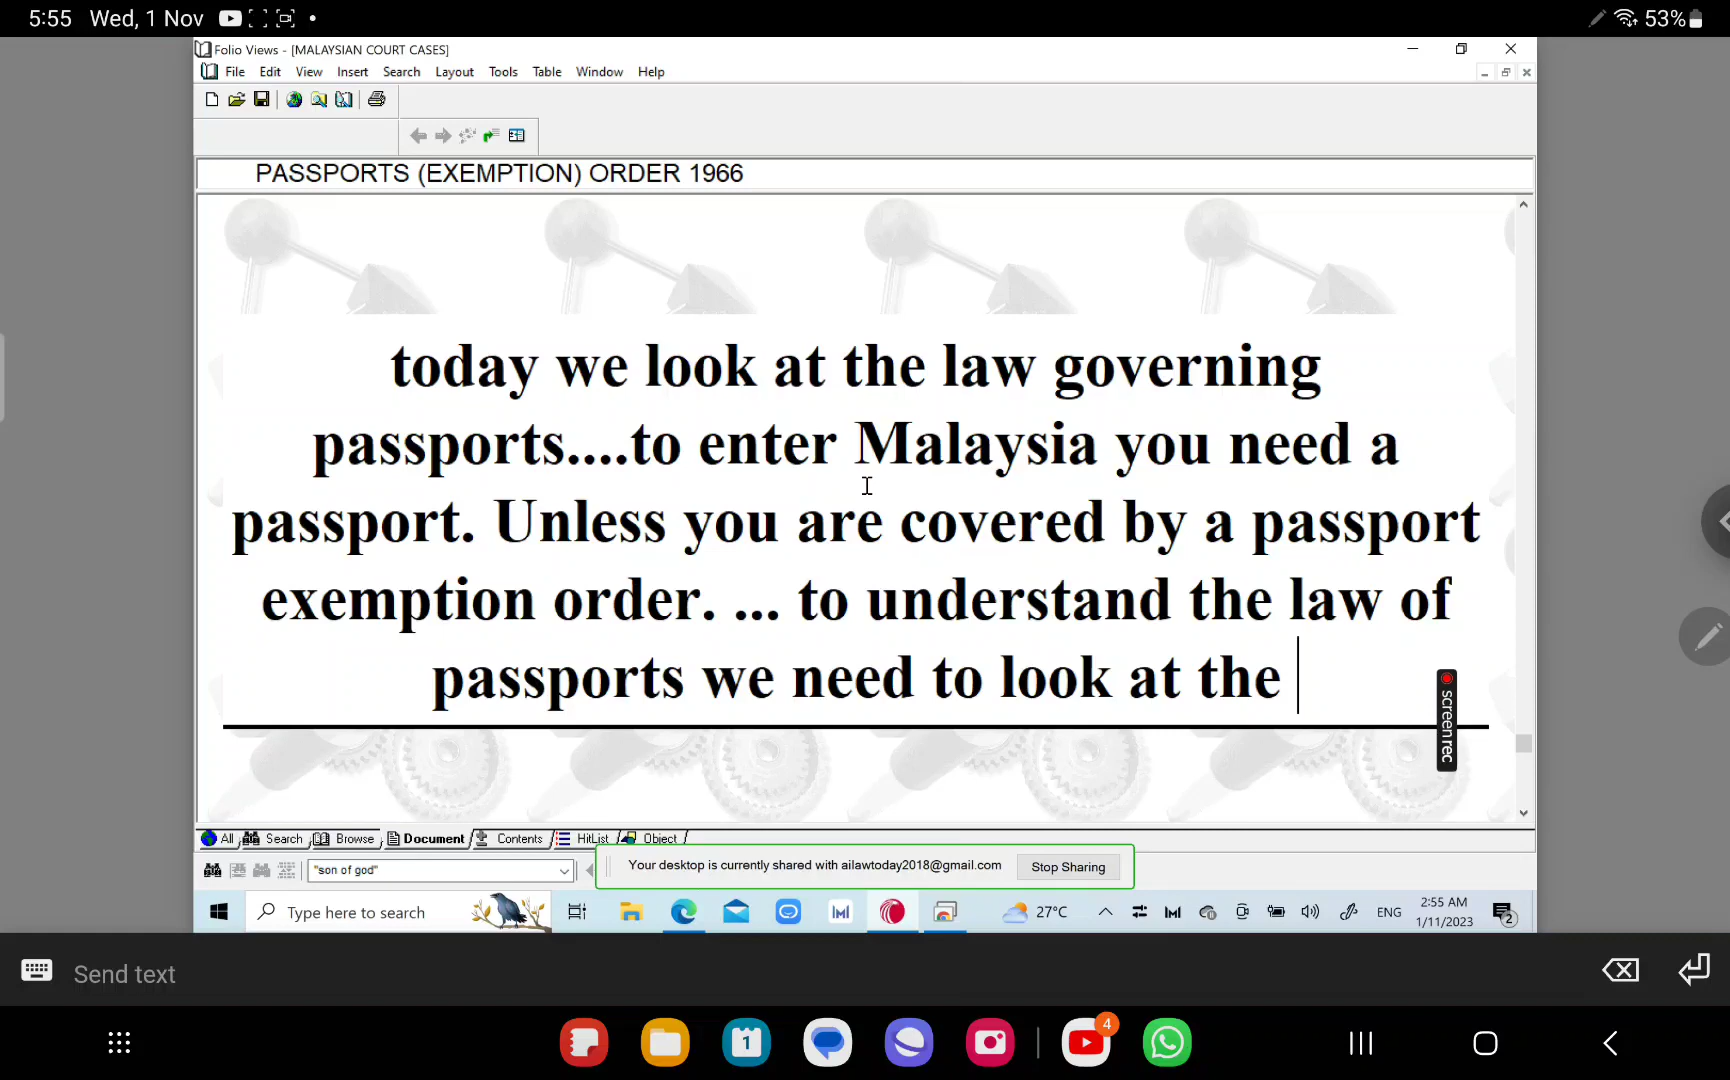 5:55 Wed, 1 Nov
53%
Folio Views - [MALAYSIAN COURT CASES]
File Edit View Insert Search Layout Tools Table Window Help
PASSPORTS (EXEMPTION) ORDER 1966
today we look at the law governing
passports....to enter Malaysia you need a
passport. Unless you are covered by a passport
exemption order. ... to understand the law of
passports we need to look at the
screenrec
All Search Browse Document Contents HitList Object
"son of god"
Your desktop is currently shared with ailawtoday2018@gmail.com Stop Sharing
Type here to search
27°C
ENG
2:55 AM
1/11/2023
2
Send text
1
4